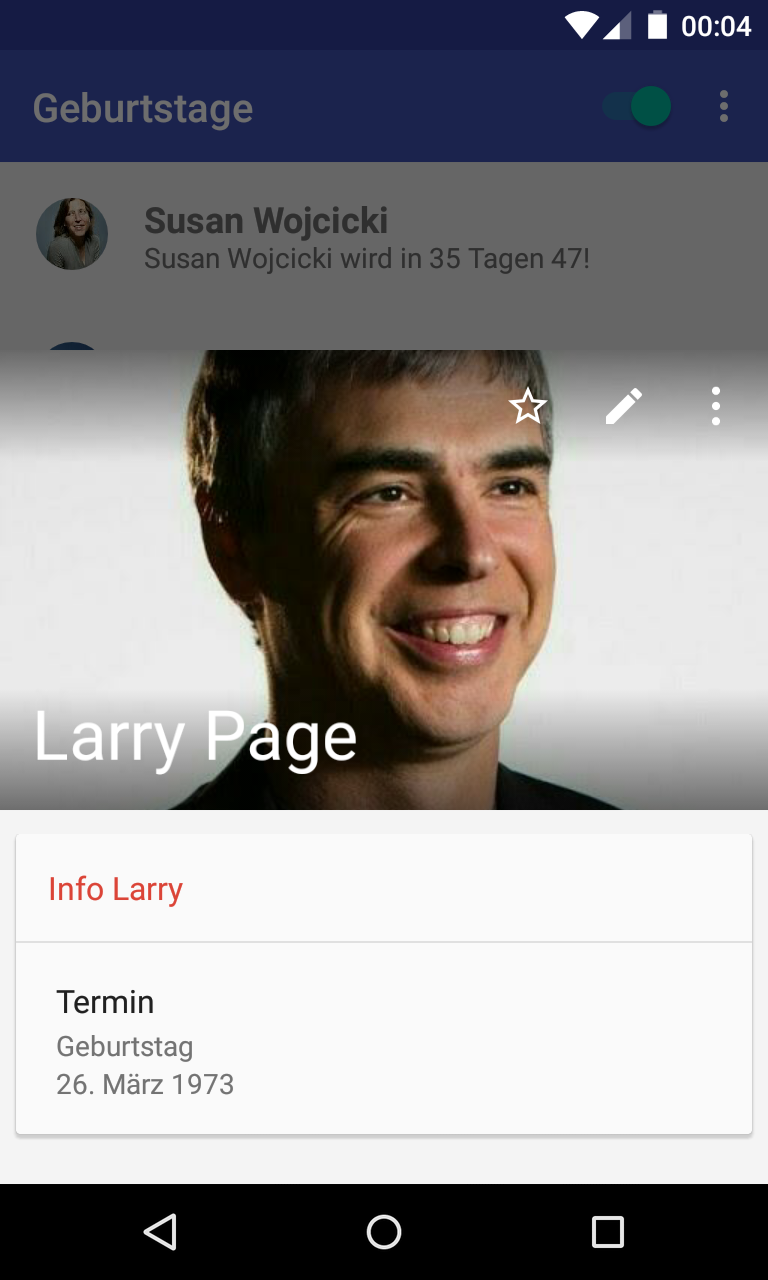 00:04
Geburtstage
Susan Wojcicki
Susan Wojcicki wird in 35 Tagen 47!
Larry Page
Info Larry
Termin
Geburtstag
26. März 1973